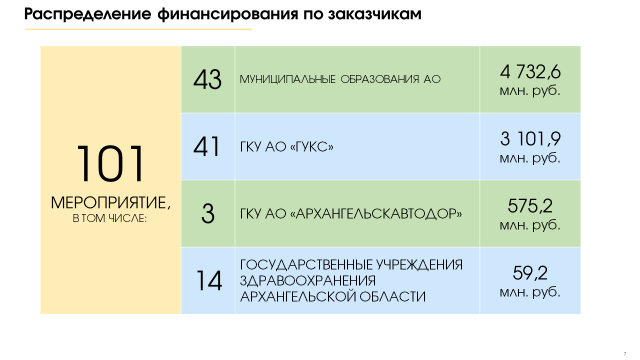 Распределение финансирования по заказчикам
101
МЕРОПРИЯТИЕ,
В ТОМ ЧИСЛЕ:
43
МУНИЦИПАЛЬНЫЕ ОБРАЗОВАНИЯ АО
4 732,6
млн. руб.
41
ГКУ АО «ГУКС»
3 101,9
млн. руб.
3
ГКУ АО «АРХАНГЕЛЬСКАВТОДОР»
575,2
млн. руб.
14
ГОСУДАРСТВЕННЫЕ УЧРЕЖДЕНИЯ
ЗДРАВООХРАНЕНИЯ
АРХАНГЕЛЬСКОЙ ОБЛАСТИ
59,2
млн. руб.